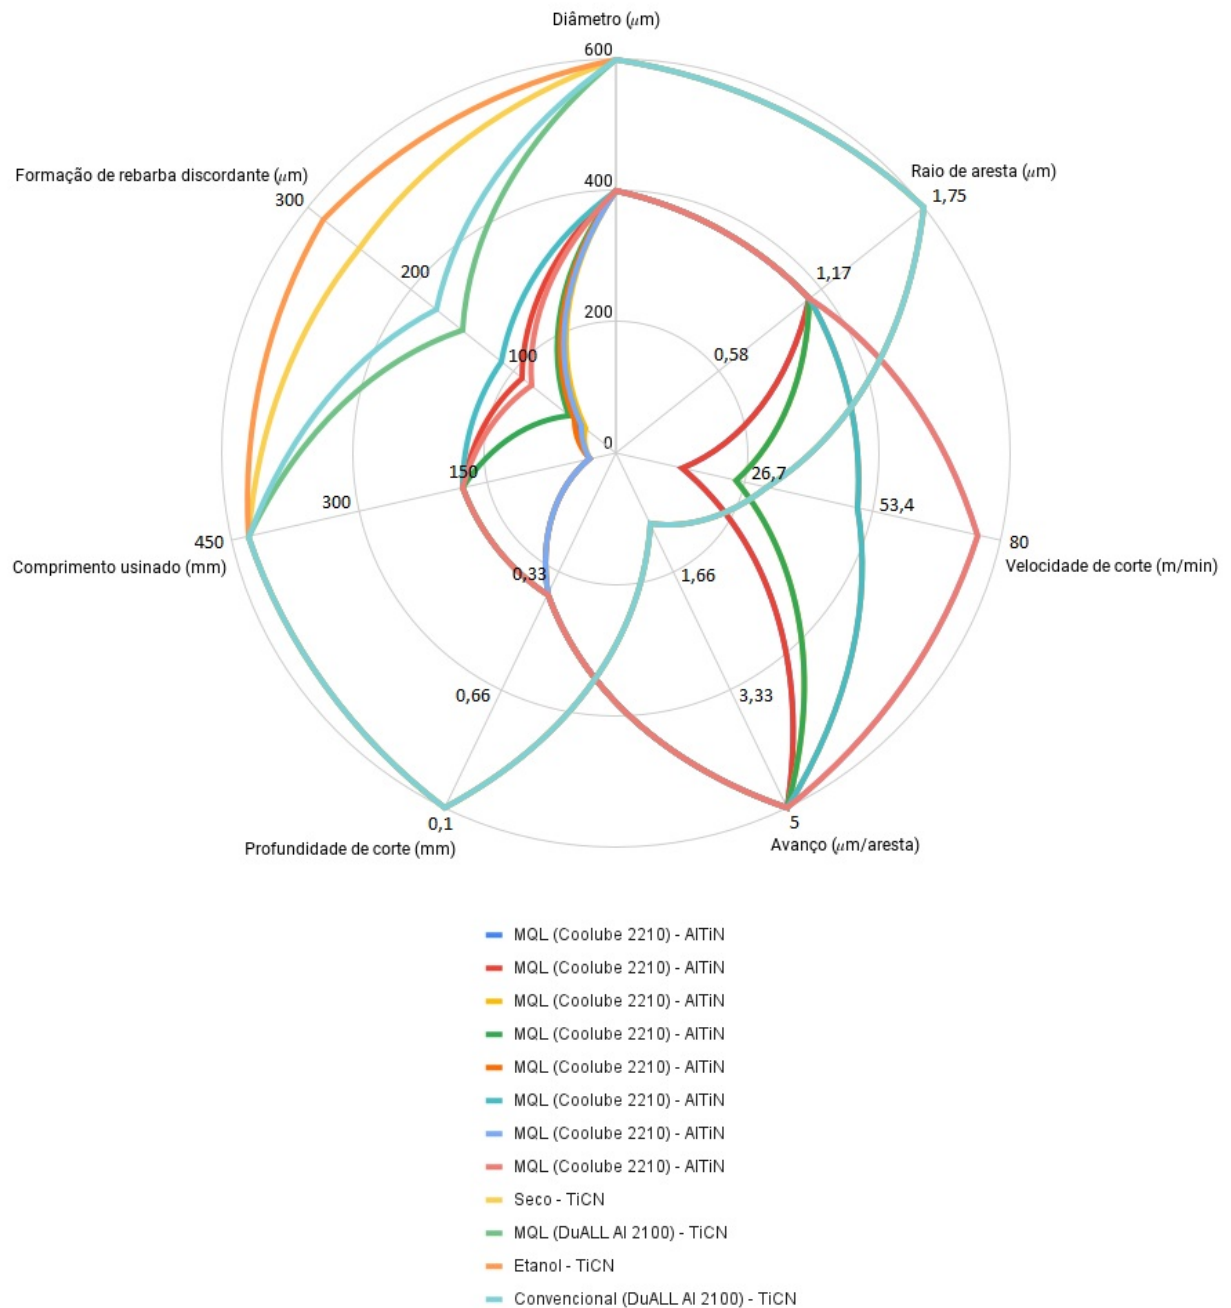 Diâmetro (μm)
600
Raio de aresta (μm)
1,75
Formação de rebarba discordante (μm)
300
400
1,17
200
200
0,58
100
0
150
26,7
300
53,4
450
80
Comprimento usinado (mm)
Velocidade de corte (m/min)
0,33
1,66
0,66
3,33
0,1
5
Profundidade de corte (mm)
Avanço (μm/aresta)
MQL (Coolube 2210) - AlTiN
MQL (Coolube 2210) - AlTiN
MQL (Coolube 2210) - AlTiN
MQL (Coolube 2210) - AlTiN
MQL (Coolube 2210) - AlTiN
MQL (Coolube 2210) - AlTiN
MQL (Coolube 2210) - AlTiN
MQL (Coolube 2210) - AlTiN
Seco - TiCN
MQL (DuALL Al 2100) - TiCN
Etanol - TiCN
Convencional (DuALL Al 2100) - TiCN